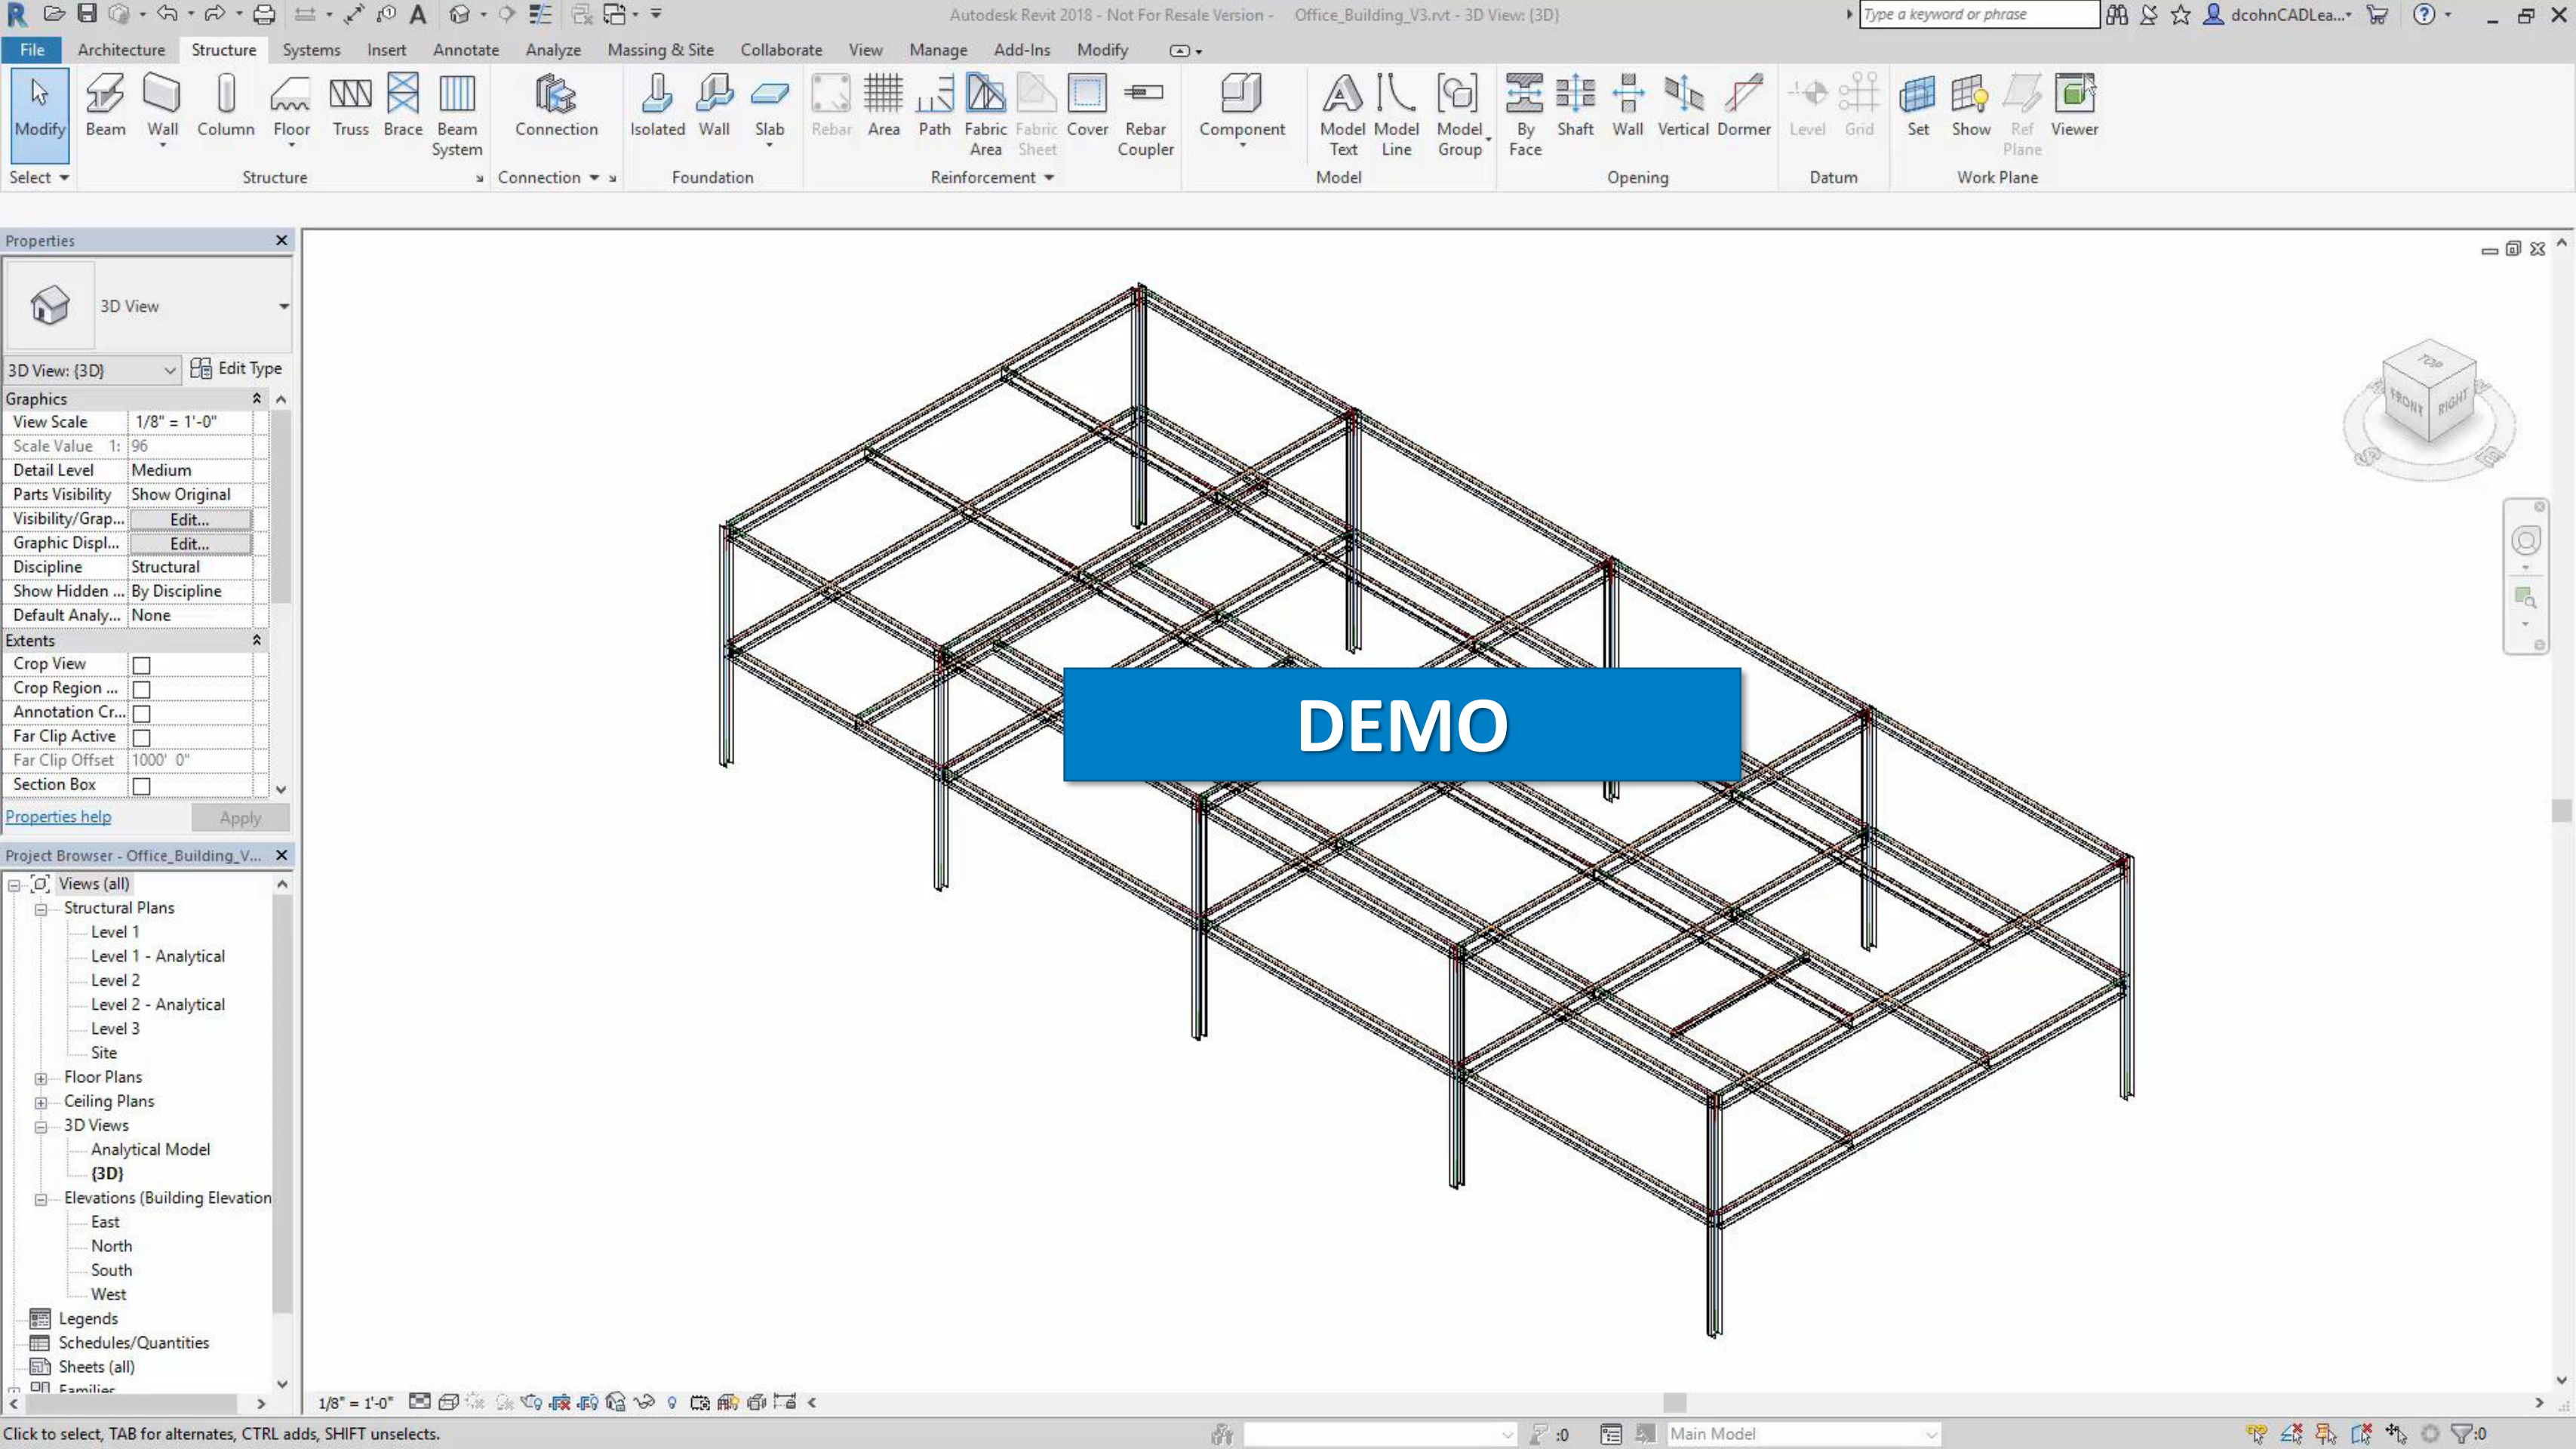 Autodesk Revit 2018 - Not For Resale Version - Office_Building_V3.rvt - 3D View: {3D}
Type a keyword or phrase
dcohnCADLea...
File Architecture Structure Systems Insert Annotate Analyze Massing & Site Collaborate View Manage Add-Ins Modify
Modify Beam Wall Column Floor Truss Brace Beam System Connection Isolated Wall Slab Rebar Area Path Fabric Area Fabric Sheet Cover Rebar Coupler Component Model Text Model Line Model Group By Face Shaft Wall Vertical Dormer Level Grid Set Show Ref Plane Viewer
Select Structure Connection Foundation Reinforcement Model Opening Datum Work Plane
Properties
3D View
3D View: {3D} Edit Type
Graphics
View Scale 1/8" = 1'-0"
Scale Value 1: 96
Detail Level Medium
Parts Visibility Show Original
Visibility/Grap... Edit...
Graphic Displ... Edit...
Discipline Structural
Show Hidden ... By Discipline
Default Analy... None
Extents
Crop View
Crop Region ...
Annotation Cr...
Far Clip Active
Far Clip Offset 1000' 0"
Section Box
Properties help Apply
Project Browser - Office_Building_V...
Views (all)
Structural Plans
Level 1
Level 1 - Analytical
Level 2
Level 2 - Analytical
Level 3
Site
Floor Plans
Ceiling Plans
3D Views
Analytical Model
{3D}
Elevations (Building Elevation
East
North
South
West
Legends
Schedules/Quantities
Sheets (all)
Families
TOP
FRONT RIGHT
DEMO
1/8" = 1'-0"
Click to select, TAB for alternates, CTRL adds, SHIFT unselects.
:0 Main Model :0